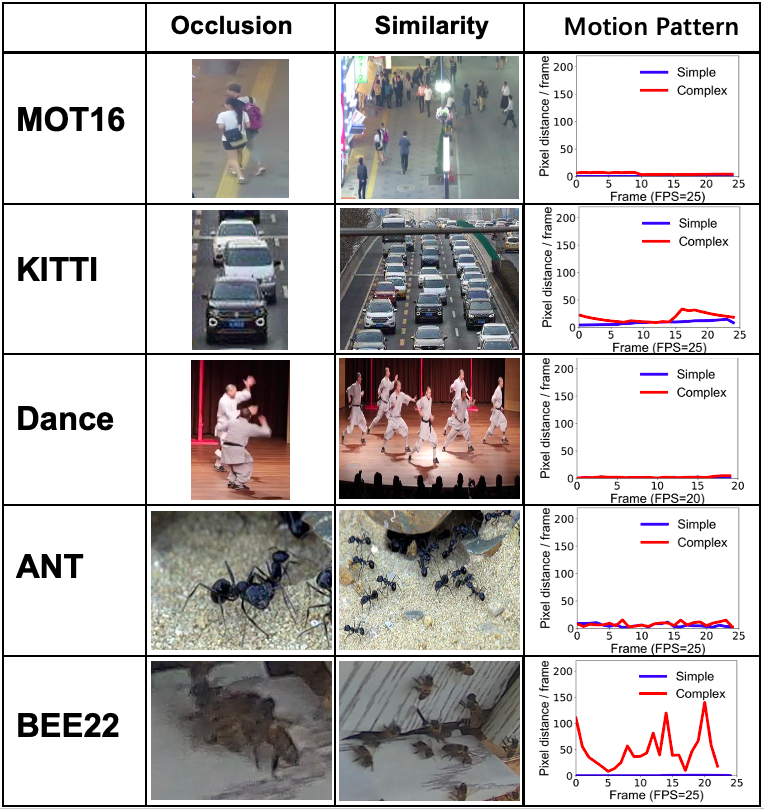 Occlusion Similarity Motion Pattern
MOT16
Pixel distance / frame
200
150
100
50
0
Simple
Complex
0 5 10 15 20 25
Frame (FPS=25)
KITTI
Pixel distance / frame
200
150
100
50
0
Simple
Complex
0 5 10 15 20 25
Frame (FPS=25)
Dance
Pixel distance / frame
200
150
100
50
0
Simple
Complex
0 5 10 15 20
Frame (FPS=20)
ANT
Pixel distance / frame
200
150
100
50
0
Simple
Complex
0 5 10 15 20 25
Frame (FPS=25)
BEE22
Pixel distance / frame
200
150
100
50
0
Simple
Complex
0 5 10 15 20 25
Frame (FPS=25)